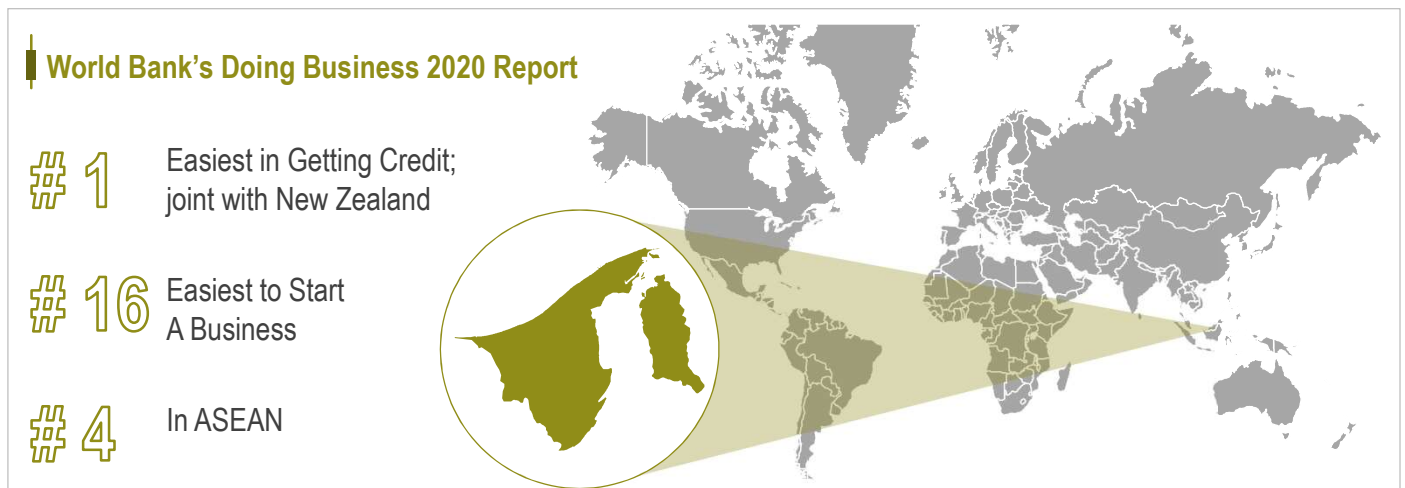 World Bank's Doing Business 2020 Report
# 1
Easiest in Getting Credit;
joint with New Zealand
# 16
Easiest to Start
A Business
# 4
In ASEAN